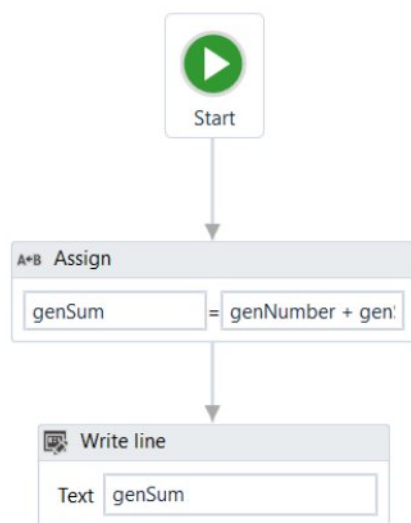 Start
A+B Assign
genSum = genNumber + gen
Write line
Text genSum